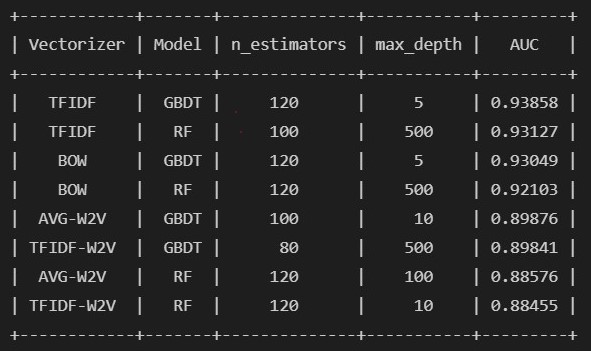 +------------+-------+--------------+-----------+---------+
| Vectorizer | Model | n_estimators | max_depth |   AUC   |
+------------+-------+--------------+-----------+---------+
|   TFIDF    |  GBDT |     120      |     5     | 0.93858 |
|   TFIDF    |   RF  |     100      |    500    | 0.93127 |
|    BOW     |  GBDT |     120      |     5     | 0.93049 |
|    BOW     |   RF  |     120      |    500    | 0.92103 |
|  AVG-W2V   |  GBDT |     100      |     10    | 0.89876 |
| TFIDF-W2V  |  GBDT |      80      |    500    | 0.89841 |
|  AVG-W2V   |   RF  |     120      |    100    | 0.88576 |
| TFIDF-W2V  |   RF  |     120      |     10    | 0.88455 |
+------------+-------+--------------+-----------+---------+